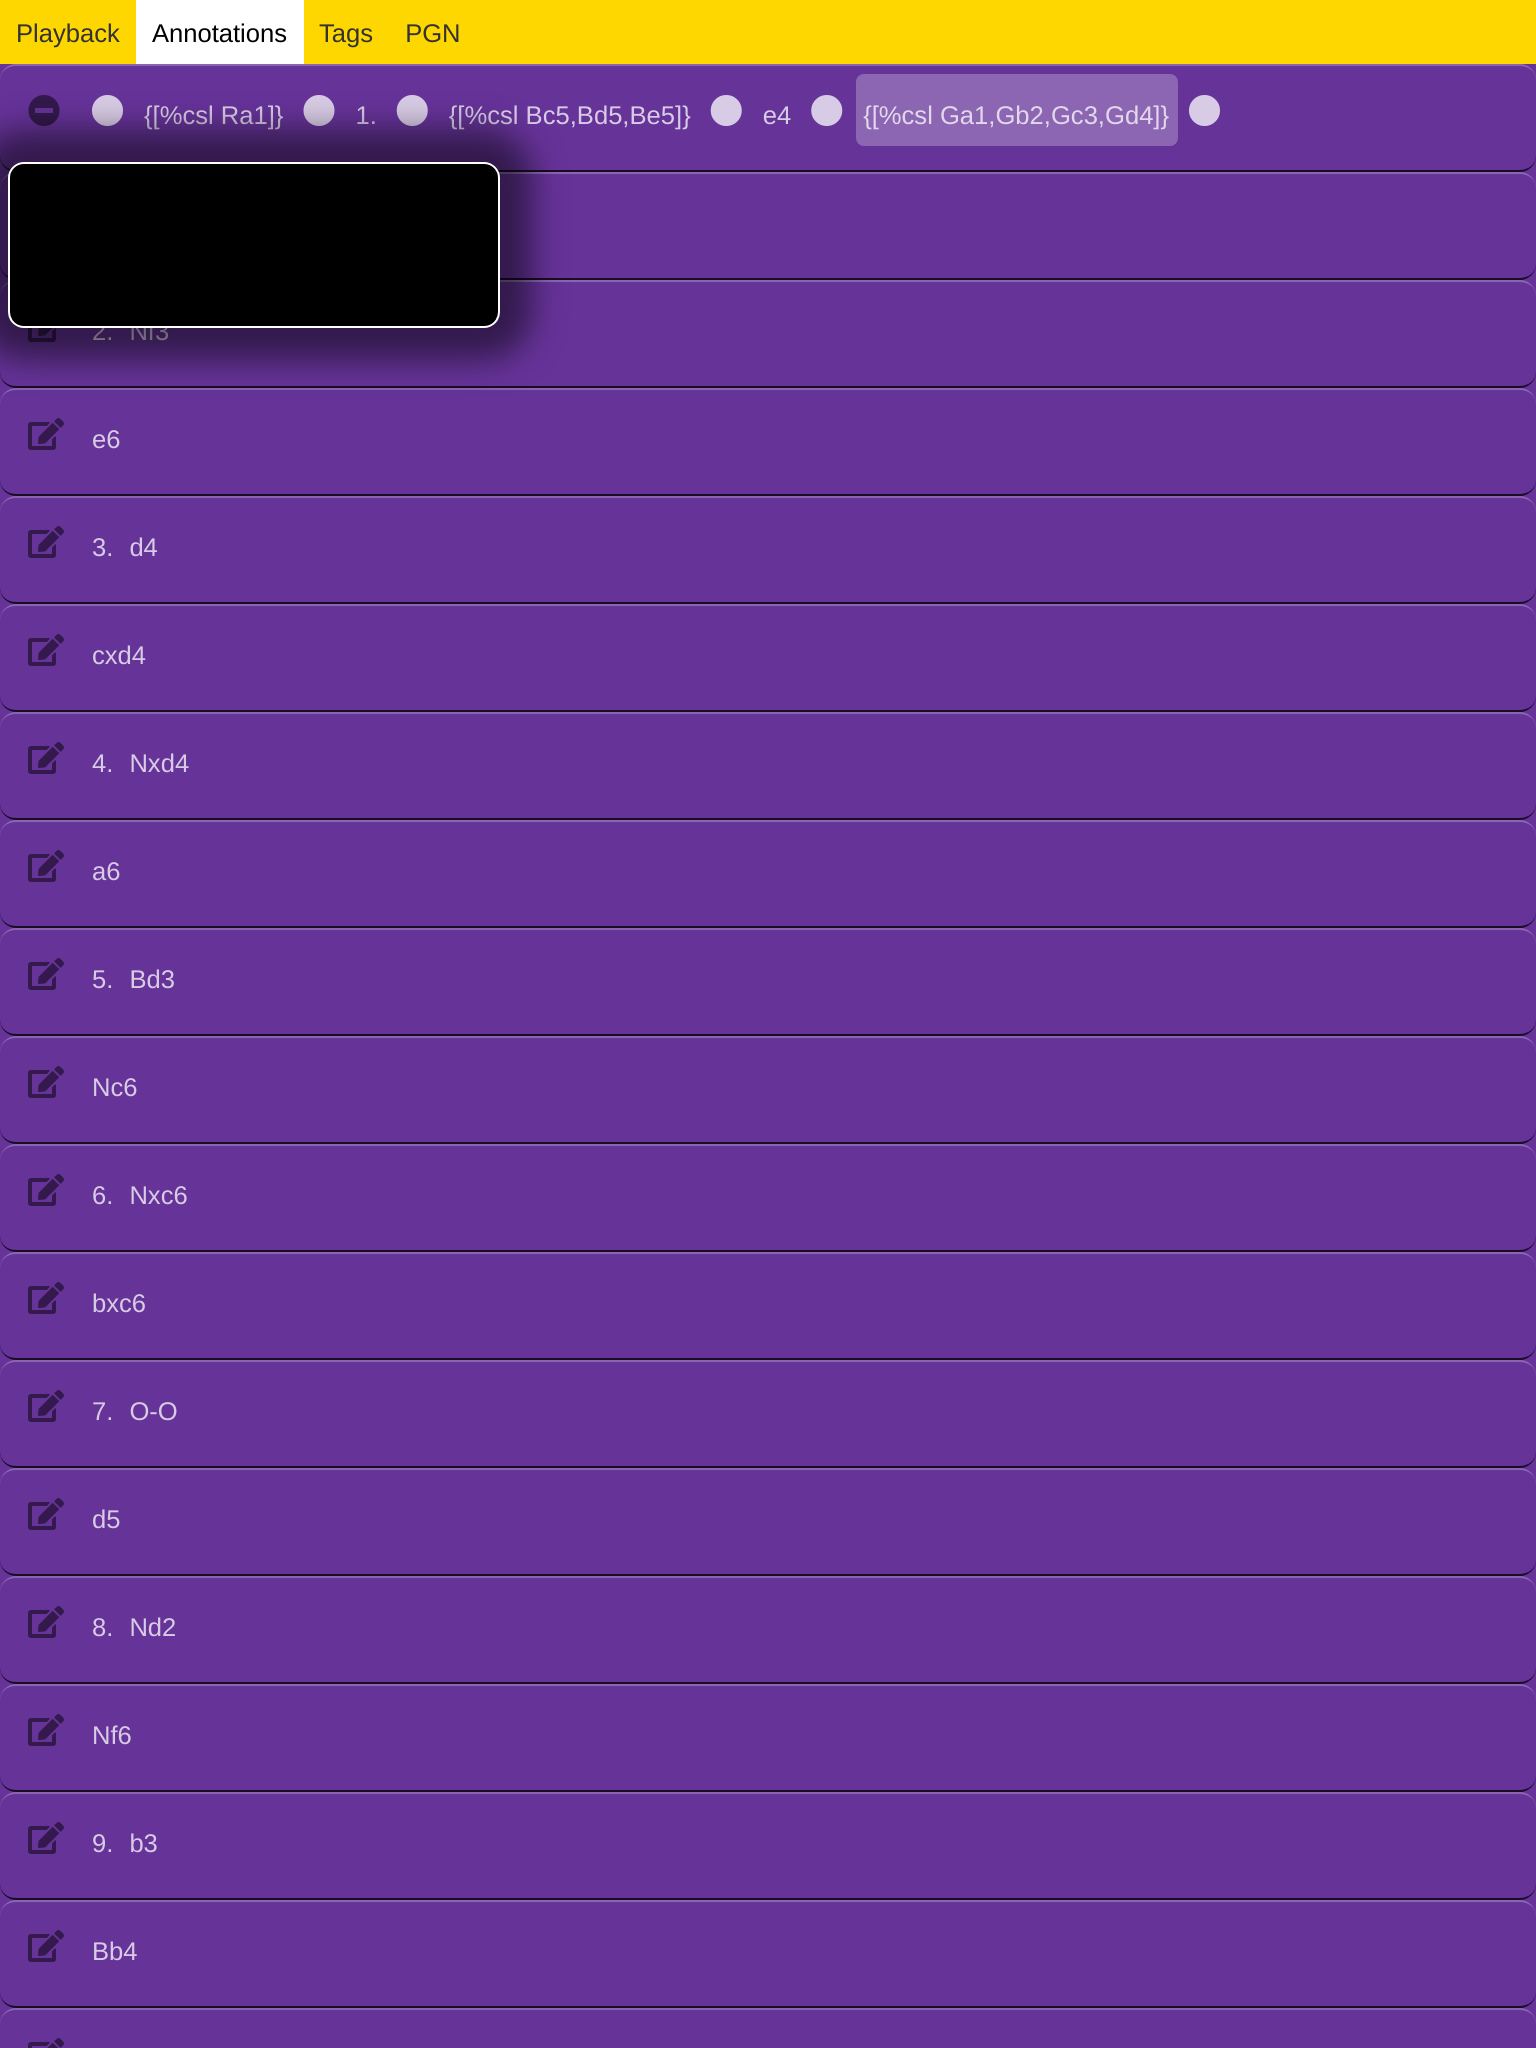 Playback Annotations Tags PGN
{[%csl Ra1]} 1. {[%csl Bc5,Bd5,Be5]} e4 {[%csl Ga1,Gb2,Gc3,Gd4]}
2. Nf3
e6
3. d4
cxd4
4. Nxd4
a6
5. Bd3
Nc6
6. Nxc6
bxc6
7. O-O
d5
8. Nd2
Nf6
9. b3
Bb4